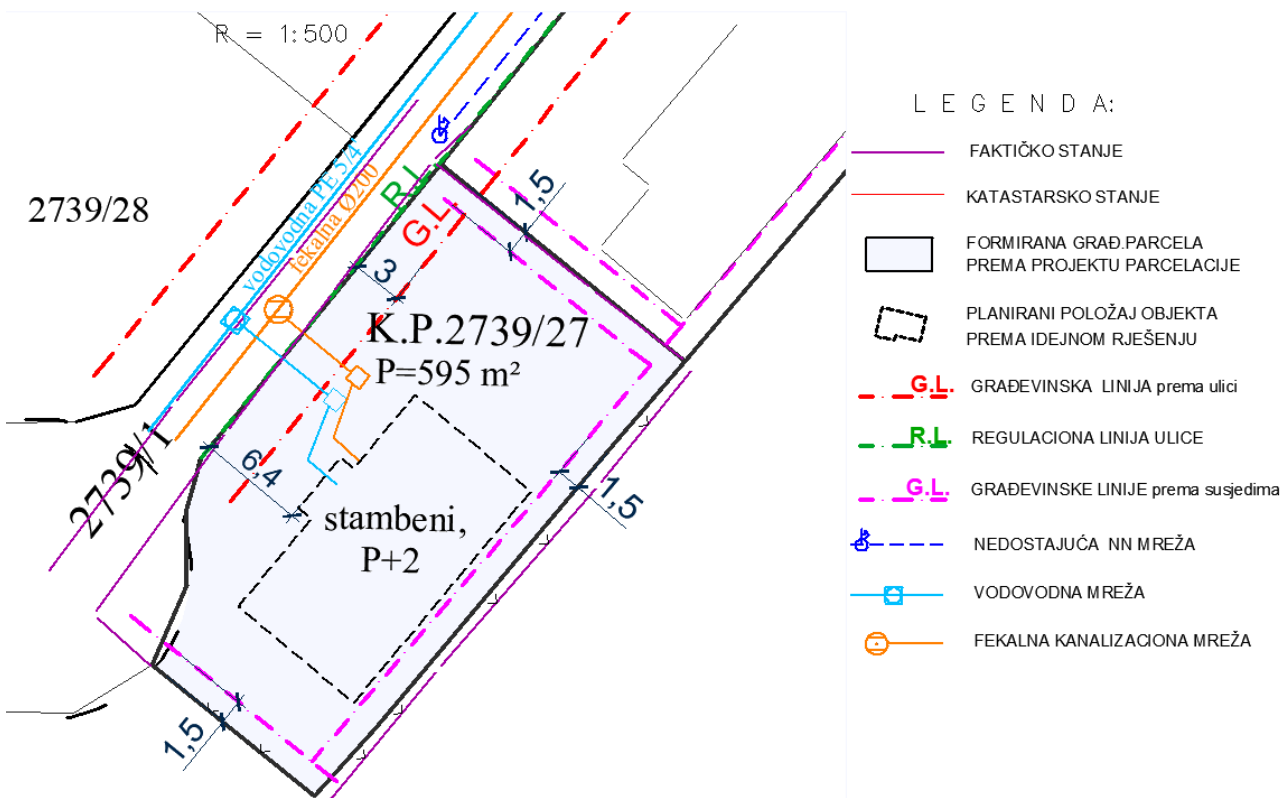 R = 1:500
2739/28
vodovodna PE 5/4
fekalna Ø200
R.L.
G.L.
1,5
3
K.P.2739/27
P=595 m²
2739/1
6,4
1,5
stambeni,
P+2
1,5
L E G E N D A:
FAKTIČKO STANJE
KATASTARSKO STANJE
FORMIRANA GRAĐ.PARCELA
PREMA PROJEKTU PARCELACIJE
PLANIRANI POLOŽAJ OBJEKTA
PREMA IDEJNOM RJEŠENJU
G.L. GRAĐEVINSKA LINIJA prema ulici
R.L. REGULACIONA LINIJA ULICE
G.L. GRAĐEVINSKE LINIJE prema susjedima
NEDOSTAJUĆA NN MREŽA
VODOVODNA MREŽA
FEKALNA KANALIZACIONA MREŽA